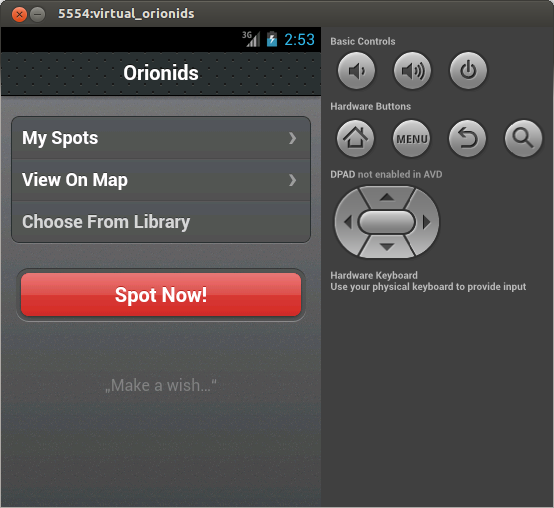 5554:virtual_orionids
3G 2:53
Orionids
My Spots
View On Map
Choose From Library
Spot Now!
„Make a wish...“
Basic Controls
Hardware Buttons
MENU
DPAD not enabled in AVD
Hardware Keyboard
Use your physical keyboard to provide input